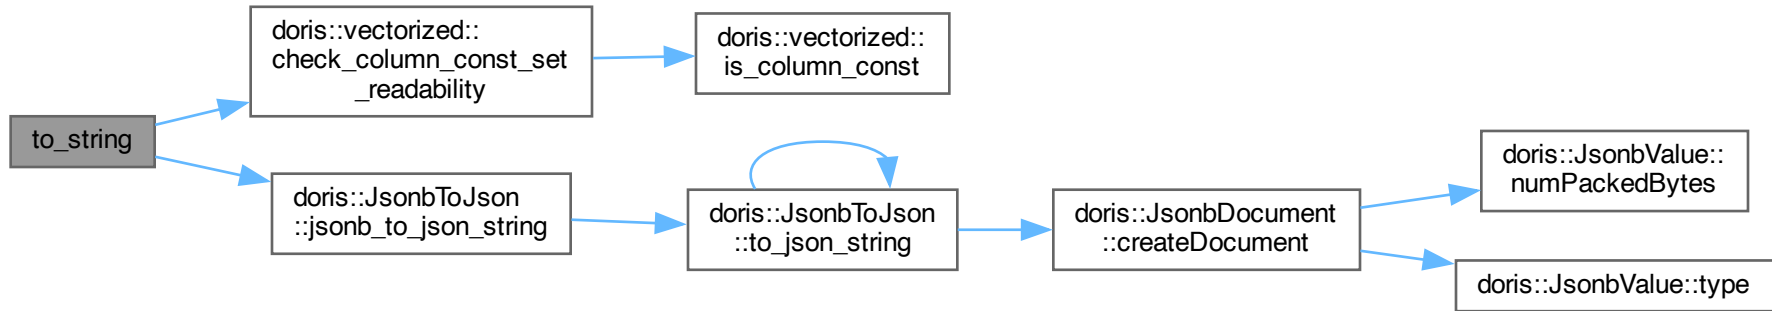 to_string
doris::vectorized::
check_column_const_set
_readability
doris::vectorized::
is_column_const
doris::JsonbToJson
::jsonb_to_json_string
doris::JsonbToJson
::to_json_string
doris::JsonbDocument
::createDocument
doris::JsonbValue::
numPackedBytes
doris::JsonbValue::type